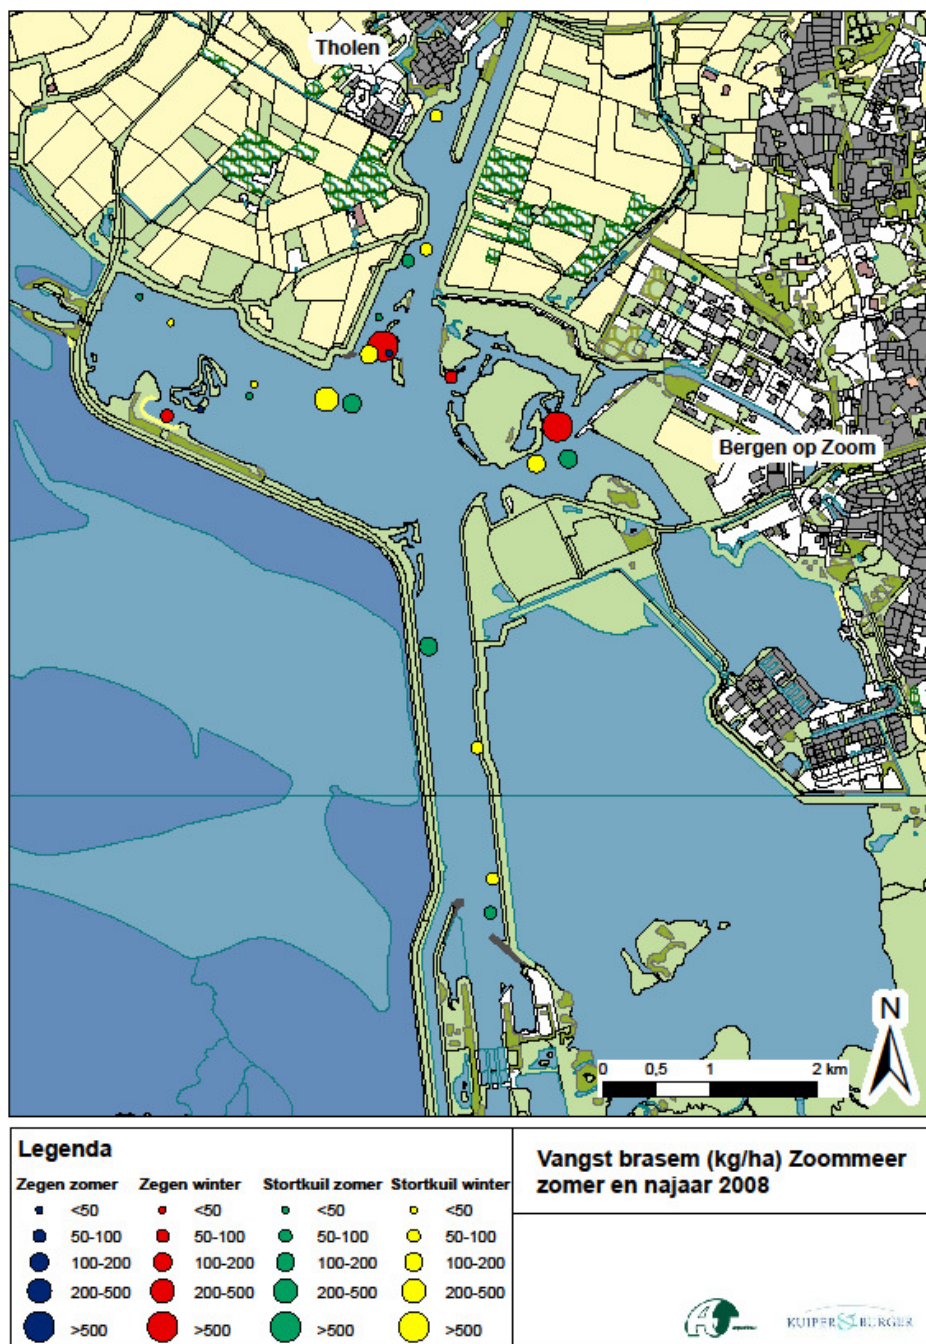 Tholen
Bergen op Zoom
N
0 0,5 1 2 km
Legenda
Zegen zomer Zegen winter Stortkuil zomer Stortkuil winter
<50 <50 <50 <50
50-100 50-100 50-100 50-100
100-200 100-200 100-200 100-200
200-500 200-500 200-500 200-500
>500 >500 >500 >500
Vangst brasem (kg/ha) Zoommeer
zomer en najaar 2008
KUIPER BURGER